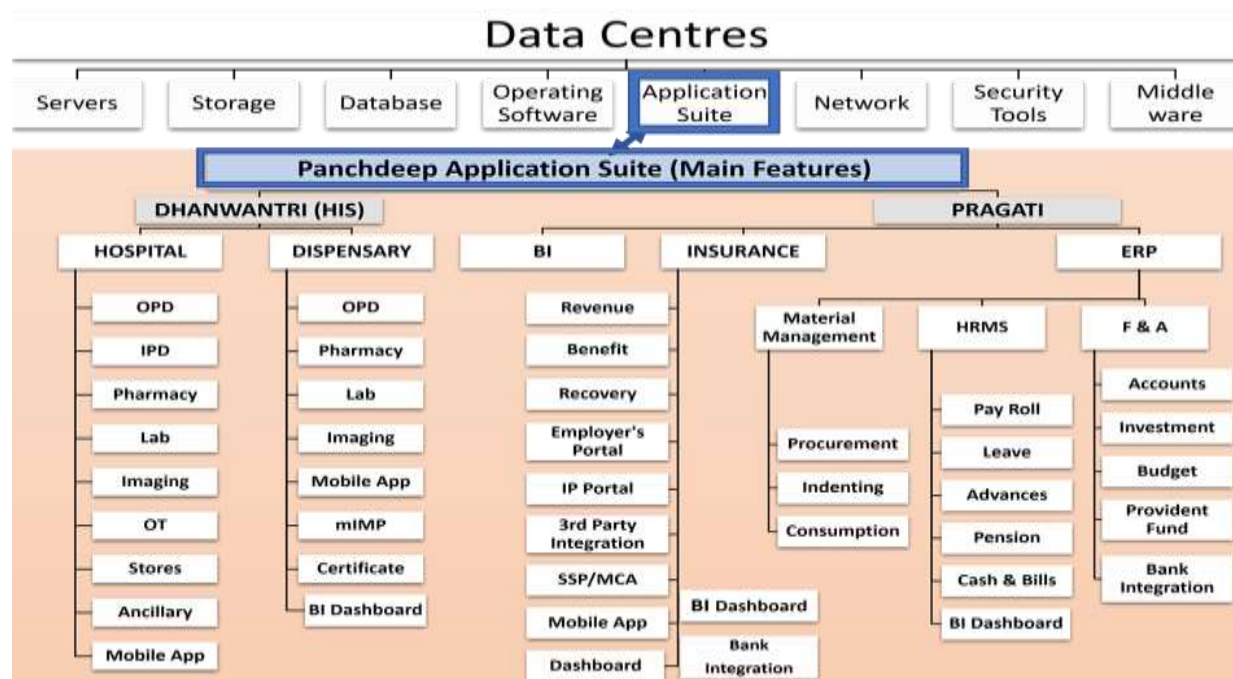 Data Centres
Servers
Storage
Database
Operating
Software
Application
Suite
Network
Security
Tools
Middle
ware
Panchdeep Application Suite (Main Features)
DHANWANTRI (HIS)
PRAGATI
HOSPITAL
DISPENSARY
BI
INSURANCE
ERP
OPD
IPD
Pharmacy
Lab
Imaging
OT
Stores
Ancillary
Mobile App
OPD
Pharmacy
Lab
Imaging
Mobile App
mIMP
Certificate
BI Dashboard
Revenue
Benefit
Recovery
Employer's
Portal
IP Portal
3rd Party
Integration
SSP/MCA
Mobile App
Dashboard
BI Dashboard
Bank
Integration
Material
Management
Procurement
Indenting
Consumption
HRMS
Pay Roll
Leave
Advances
Pension
Cash & Bills
BI Dashboard
F & A
Accounts
Investment
Budget
Provident
Fund
Bank
Integration